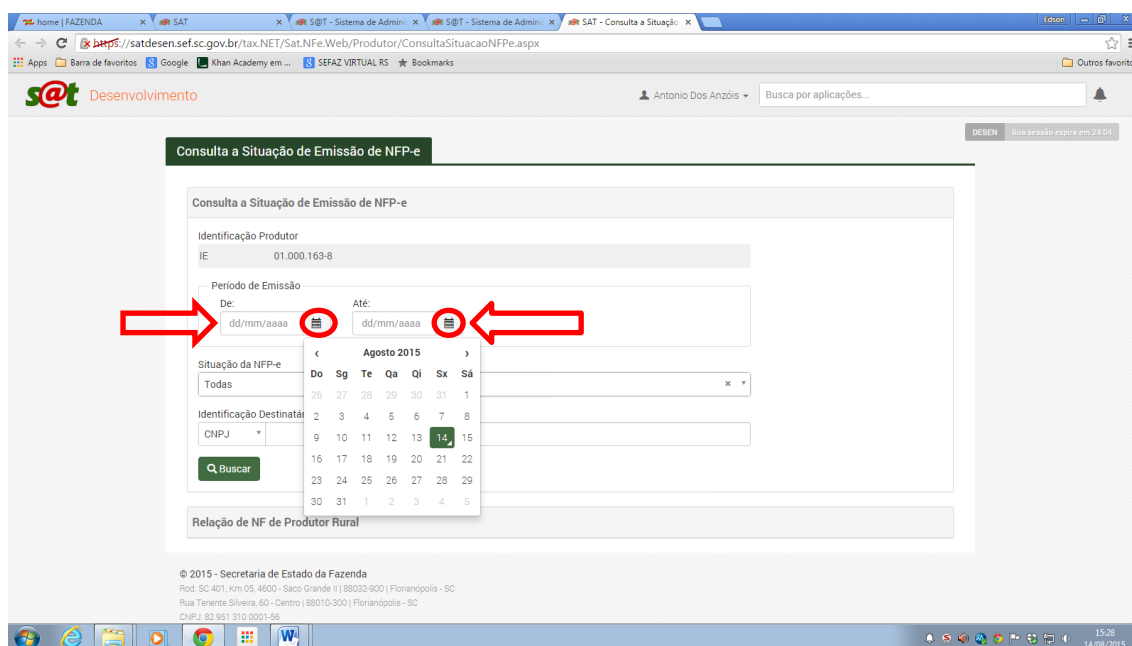 home | FAZENDA
SAT
S@T - Sistema de Admini
S@T - Sistema de Admini
SAT - Consulta a Situação
Edson
https://satdesen.sef.sc.gov.br/tax.NET/Sat.NFe.Web/Produtor/ConsultaSituacaoNFPe.aspx
Apps Barra de favoritos Google Khan Academy em ... SEFAZ VIRTUAL RS Bookmarks Outros favorito
s@t Desenvolvimento
Antonio Dos Anzóis
Busca por aplicações...
DESEN Sua sessão expira em 24:04
Consulta a Situação de Emissão de NFP-e
Consulta a Situação de Emissão de NFP-e
Identificação Produtor
IE 01.000.163-8
Período de Emissão
De: Até:
dd/mm/aaaa dd/mm/aaaa
‹ Agosto 2015 ›
Do Sg Te Qa Qi Sx Sá
26 27 28 29 30 31 1
2 3 4 5 6 7 8
9 10 11 12 13 14 15
16 17 18 19 20 21 22
23 24 25 26 27 28 29
30 31 1 2 3 4 5
Situação da NFP-e
Todas × 
Identificação Destinatár
CNPJ
Buscar
Relação de NF de Produtor Rural
© 2015 - Secretaria de Estado da Fazenda
Rod. SC 401, Km 05, 4600 - Saco Grande II | 88032-900 | Florianópolis - SC
Rua Tenente Silveira, 60 - Centro | 88010-300 | Florianópolis - SC
CNPJ: 82 951 310 0001-56
15:28
14/08/2015